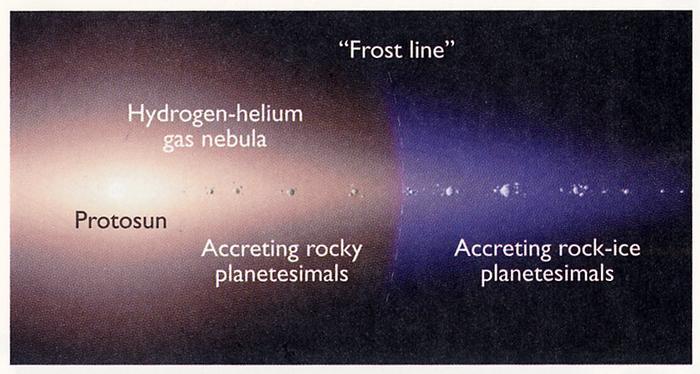 “Frost line”
Hydrogen-helium
gas nebula
Protosun
Accreting rocky
planetesimals
Accreting rock-ice
planetesimals